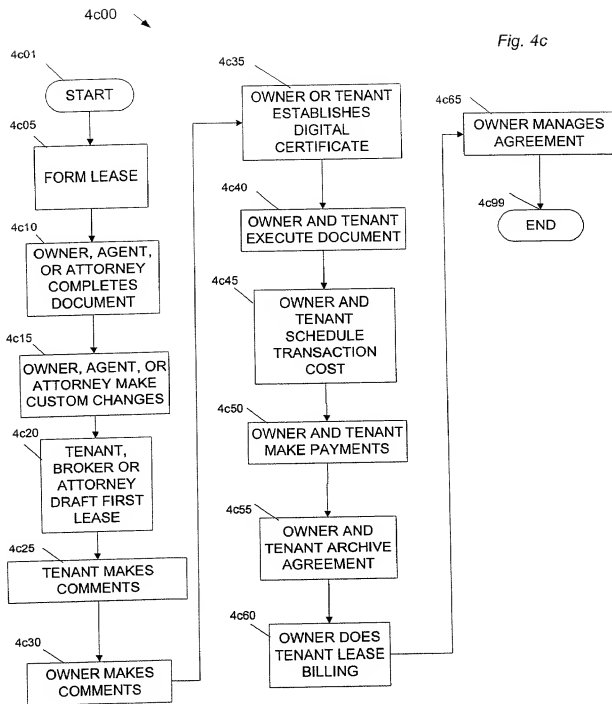 4c00
Fig. 4c
4c01
START
4c05
FORM LEASE
4c10
OWNER, AGENT,
OR ATTORNEY
COMPLETES
DOCUMENT
4c15
OWNER, AGENT, OR
ATTORNEY MAKE
CUSTOM CHANGES
4c20
TENANT,
BROKER OR
ATTORNEY
DRAFT FIRST
LEASE
4c25
TENANT MAKES
COMMENTS
4c30
OWNER MAKES
COMMENTS
4c35
OWNER OR TENANT
ESTABLISHES
DIGITAL
CERTIFICATE
4c40
OWNER AND TENANT
EXECUTE DOCUMENT
4c45
OWNER AND
TENANT
SCHEDULE
TRANSACTION
COST
4c50
OWNER AND TENANT
MAKE PAYMENTS
4c55
OWNER AND
TENANT ARCHIVE
AGREEMENT
4c60
OWNER DOES
TENANT LEASE
BILLING
4c65
OWNER MANAGES
AGREEMENT
4c99
END